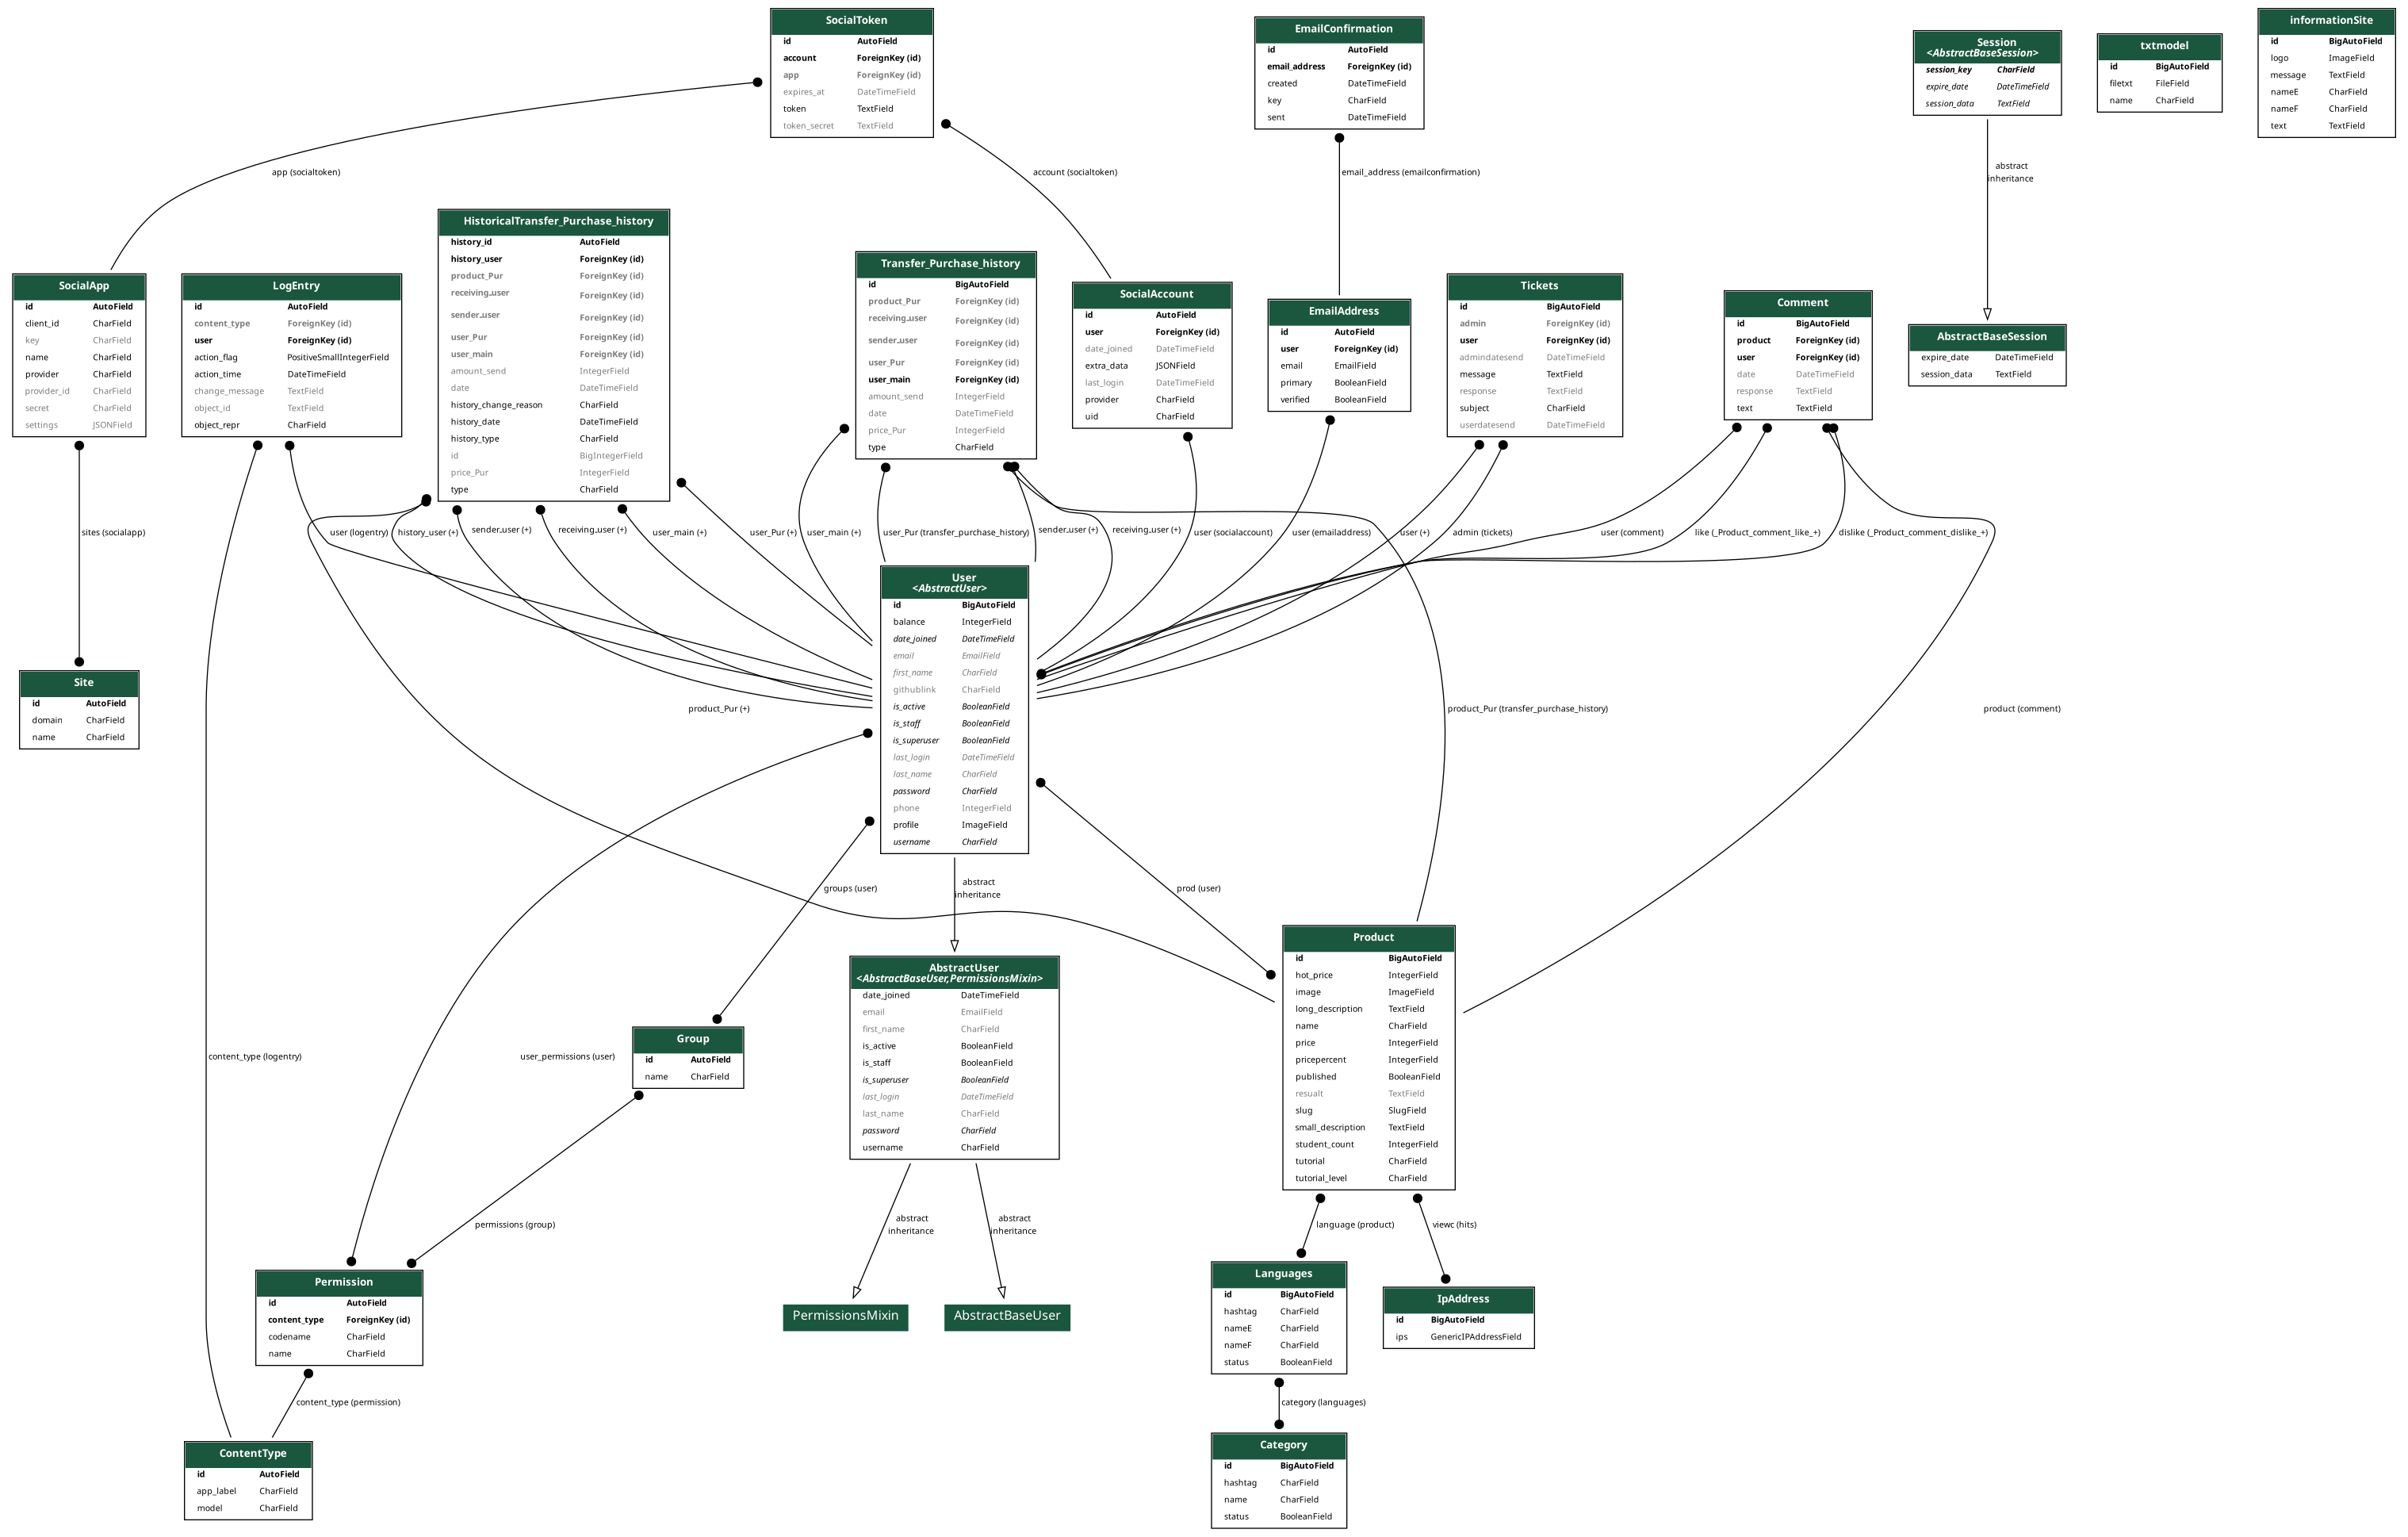 SocialToken
id AutoField
account ForeignKey (id)
app ForeignKey (id)
expires_at DateTimeField
token TextField
token_secret TextField
EmailConfirmation
id AutoField
email_address ForeignKey (id)
created DateTimeField
key CharField
sent DateTimeField
Session
<AbstractBaseSession>
session_key CharField
expire_date DateTimeField
session_data TextField
txtmodel
id BigAutoField
filetxt FileField
name CharField
informationSite
id BigAutoField
logo ImageField
message TextField
nameE CharField
nameF CharField
text TextField
app (socialtoken)
account (socialtoken)
email_address (emailconfirmation)
abstract
inheritance
SocialApp
id AutoField
client_id CharField
key CharField
name CharField
provider CharField
provider_id CharField
secret CharField
settings JSONField
LogEntry
id AutoField
content_type ForeignKey (id)
user ForeignKey (id)
action_flag PositiveSmallIntegerField
action_time DateTimeField
change_message TextField
object_id TextField
object_repr CharField
HistoricalTransfer_Purchase_history
history_id AutoField
history_user ForeignKey (id)
product_Pur ForeignKey (id)
receiving_user ForeignKey (id)
sender_user ForeignKey (id)
user_Pur ForeignKey (id)
user_main ForeignKey (id)
amount_send IntegerField
date DateTimeField
history_change_reason CharField
history_date DateTimeField
history_type CharField
id BigIntegerField
price_Pur IntegerField
type CharField
Transfer_Purchase_history
id BigAutoField
product_Pur ForeignKey (id)
receiving_user ForeignKey (id)
sender_user ForeignKey (id)
user_Pur ForeignKey (id)
user_main ForeignKey (id)
amount_send IntegerField
date DateTimeField
price_Pur IntegerField
type CharField
SocialAccount
id AutoField
user ForeignKey (id)
date_joined DateTimeField
extra_data JSONField
last_login DateTimeField
provider CharField
uid CharField
EmailAddress
id AutoField
user ForeignKey (id)
email EmailField
primary BooleanField
verified BooleanField
Tickets
id BigAutoField
admin ForeignKey (id)
user ForeignKey (id)
admindatesend DateTimeField
message TextField
response TextField
subject CharField
userdatesend DateTimeField
Comment
id BigAutoField
product ForeignKey (id)
user ForeignKey (id)
date DateTimeField
response TextField
text TextField
AbstractBaseSession
expire_date DateTimeField
session_data TextField
sites (socialapp)
user (logentry)
history_user (+)
sender_user (+)
receiving_user (+)
user_main (+)
user_Pur (+)
user_main (+)
user_Pur (transfer_purchase_history)
sender_user (+)
receiving_user (+)
user (socialaccount)
user (emailaddress)
user (+)
admin (tickets)
user (comment)
like (_Product_comment_like_+)
dislike (_Product_comment_dislike_+)
Site
id AutoField
domain CharField
name CharField
User
<AbstractUser>
id BigAutoField
balance IntegerField
date_joined DateTimeField
email EmailField
first_name CharField
githublink CharField
is_active BooleanField
is_staff BooleanField
is_superuser BooleanField
last_login DateTimeField
last_name CharField
password CharField
phone IntegerField
profile ImageField
username CharField
product_Pur (+)
product_Pur (transfer_purchase_history)
product (comment)
groups (user)
abstract
inheritance
prod (user)
content_type (logentry)
user_permissions (user)
Group
id AutoField
name CharField
AbstractUser
<AbstractBaseUser,PermissionsMixin>
date_joined DateTimeField
email EmailField
first_name CharField
is_active BooleanField
is_staff BooleanField
is_superuser BooleanField
last_login DateTimeField
last_name CharField
password CharField
username CharField
Product
id BigAutoField
hot_price IntegerField
image ImageField
long_description TextField
name CharField
price IntegerField
pricepercent IntegerField
published BooleanField
resualt TextField
slug SlugField
small_description TextField
student_count IntegerField
tutorial CharField
tutorial_level CharField
permissions (group)
abstract
inheritance
abstract
inheritance
language (product)
viewc (hits)
Permission
id AutoField
content_type ForeignKey (id)
codename CharField
name CharField
PermissionsMixin
AbstractBaseUser
Languages
id BigAutoField
hashtag CharField
nameE CharField
nameF CharField
status BooleanField
IpAddress
id BigAutoField
ips GenericIPAddressField
content_type (permission)
category (languages)
ContentType
id AutoField
app_label CharField
model CharField
Category
id BigAutoField
hashtag CharField
name CharField
status BooleanField